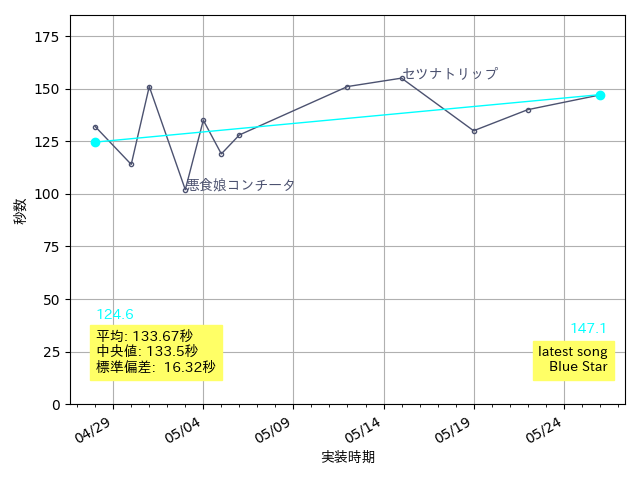 175
150
125
100
75
50
25
0
秒数
セツナトリップ
悪食娘コンチータ
124.6
平均: 133.67秒
中央値: 133.5秒
標準偏差: 16.32秒
147.1
latest song
Blue Star
04/29
05/04
05/09
05/14
05/19
05/24
実装時期